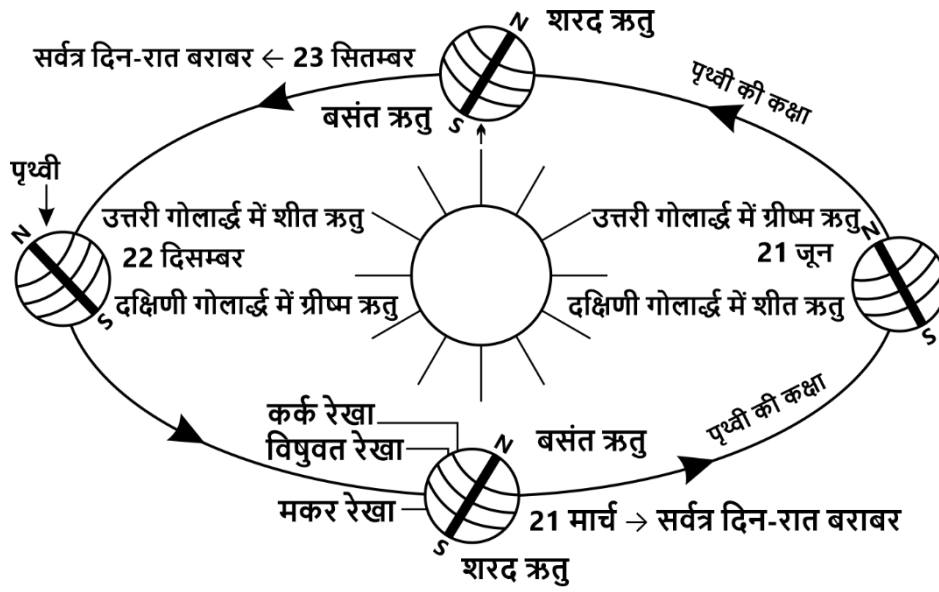 N
शरद ऋतु
सर्वत्र दिन-रात बराबर ← 23 सितम्बर
पृथ्वी की कक्षा
बसंत ऋतु
S
पृथ्वी
N
उत्तरी गोलार्द्ध में शीत ऋतु
22 दिसम्बर
दक्षिणी गोलार्द्ध में ग्रीष्म ऋतु
S
उत्तरी गोलार्द्ध में ग्रीष्म ऋतु
N
21 जून
दक्षिणी गोलार्द्ध में शीत ऋतु
S
पृथ्वी की कक्षा
कर्क रेखा
विषुवत रेखा
मकर रेखा
N
बसंत ऋतु
21 मार्च → सर्वत्र दिन-रात बराबर
S
शरद ऋतु